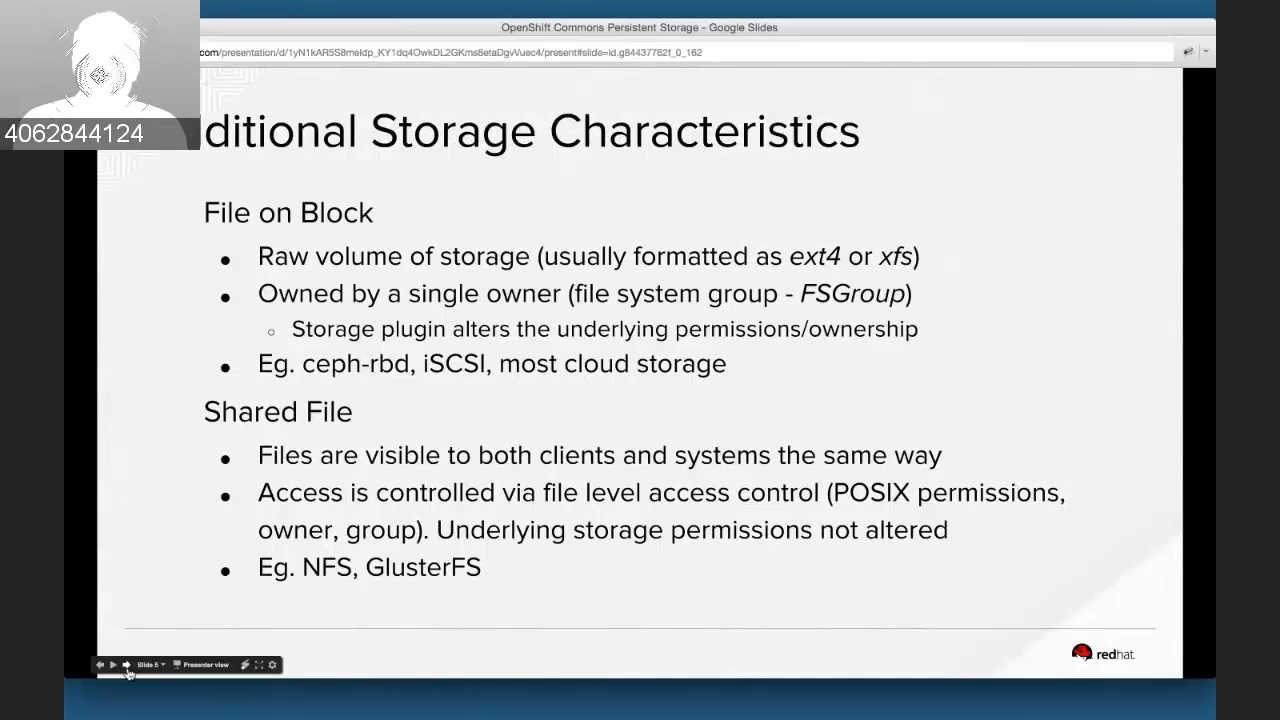 OpenShift Commons Persistent Storage - Google Slides
4062844124
ditional Storage Characteristics
File on Block
● Raw volume of storage (usually formatted as ext4 or xfs)
● Owned by a single owner (file system group - FSGroup)
○ Storage plugin alters the underlying permissions/ownership
● Eg. ceph-rbd, iSCSI, most cloud storage
Shared File
● Files are visible to both clients and systems the same way
● Access is controlled via file level access control (POSIX permissions,
owner, group). Underlying storage permissions not altered
● Eg. NFS, GlusterFS
Slide 5 Presenter view
redhat.